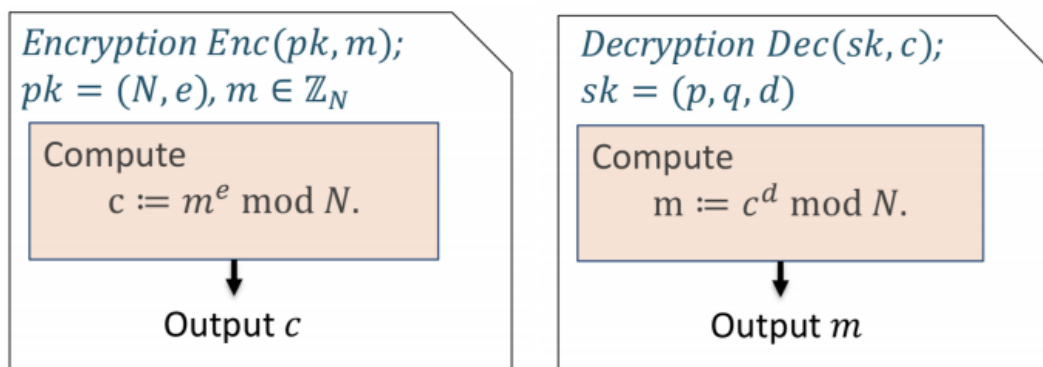 Encryption Enc(pk, m);
pk = (N, e), m ∈ ℤ_N
Compute
c := m^e mod N.
Output c
Decryption Dec(sk, c);
sk = (p, q, d)
Compute
m := c^d mod N.
Output m